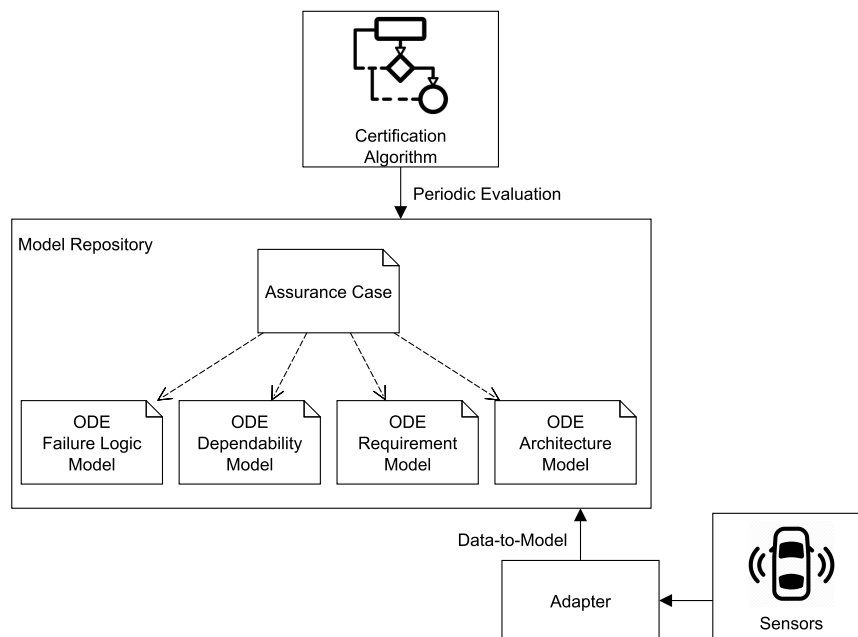 Certification
Algorithm
Periodic Evaluation
Model Repository
Assurance Case
ODE
Failure Logic
Model
ODE
Dependability
Model
ODE
Requirement
Model
ODE
Architecture
Model
Data-to-Model
Adapter
Sensors